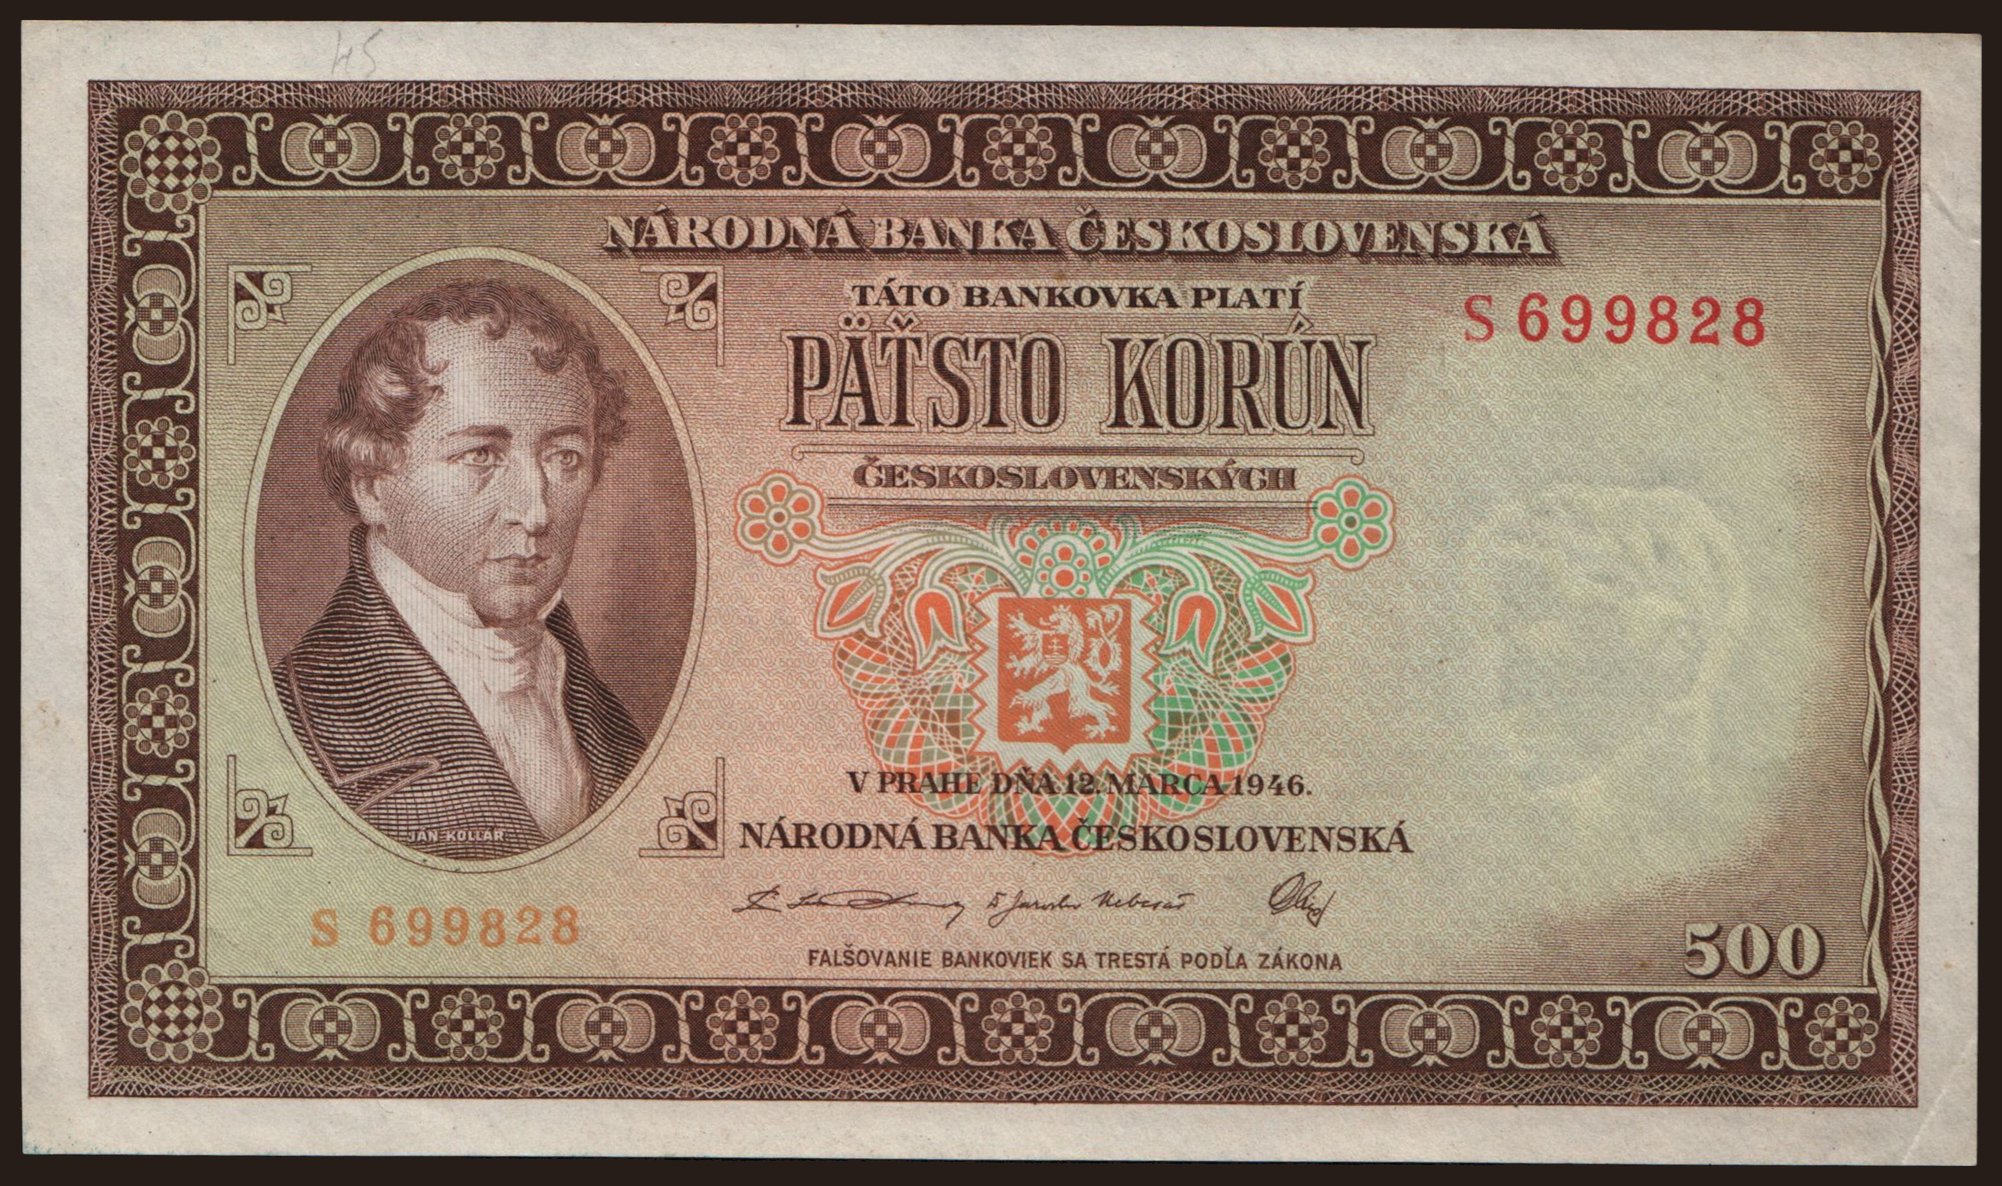 45
NÁRODNÁ BANKA ČESKOSLOVENSKÁ
TÁTO BANKOVKA PLATÍ
S 699828
PÄŤSTO KORÚN
ČESKOSLOVENSKÝCH
V PRAHE DŇA 12. MARCA 1946.
JÁN KOLLÁR
NÁRODNÁ BANKA ČESKOSLOVENSKÁ
S 699828
FALŠOVANIE BANKOVIEK SA TRESTÁ PODĽA ZÁKONA
500